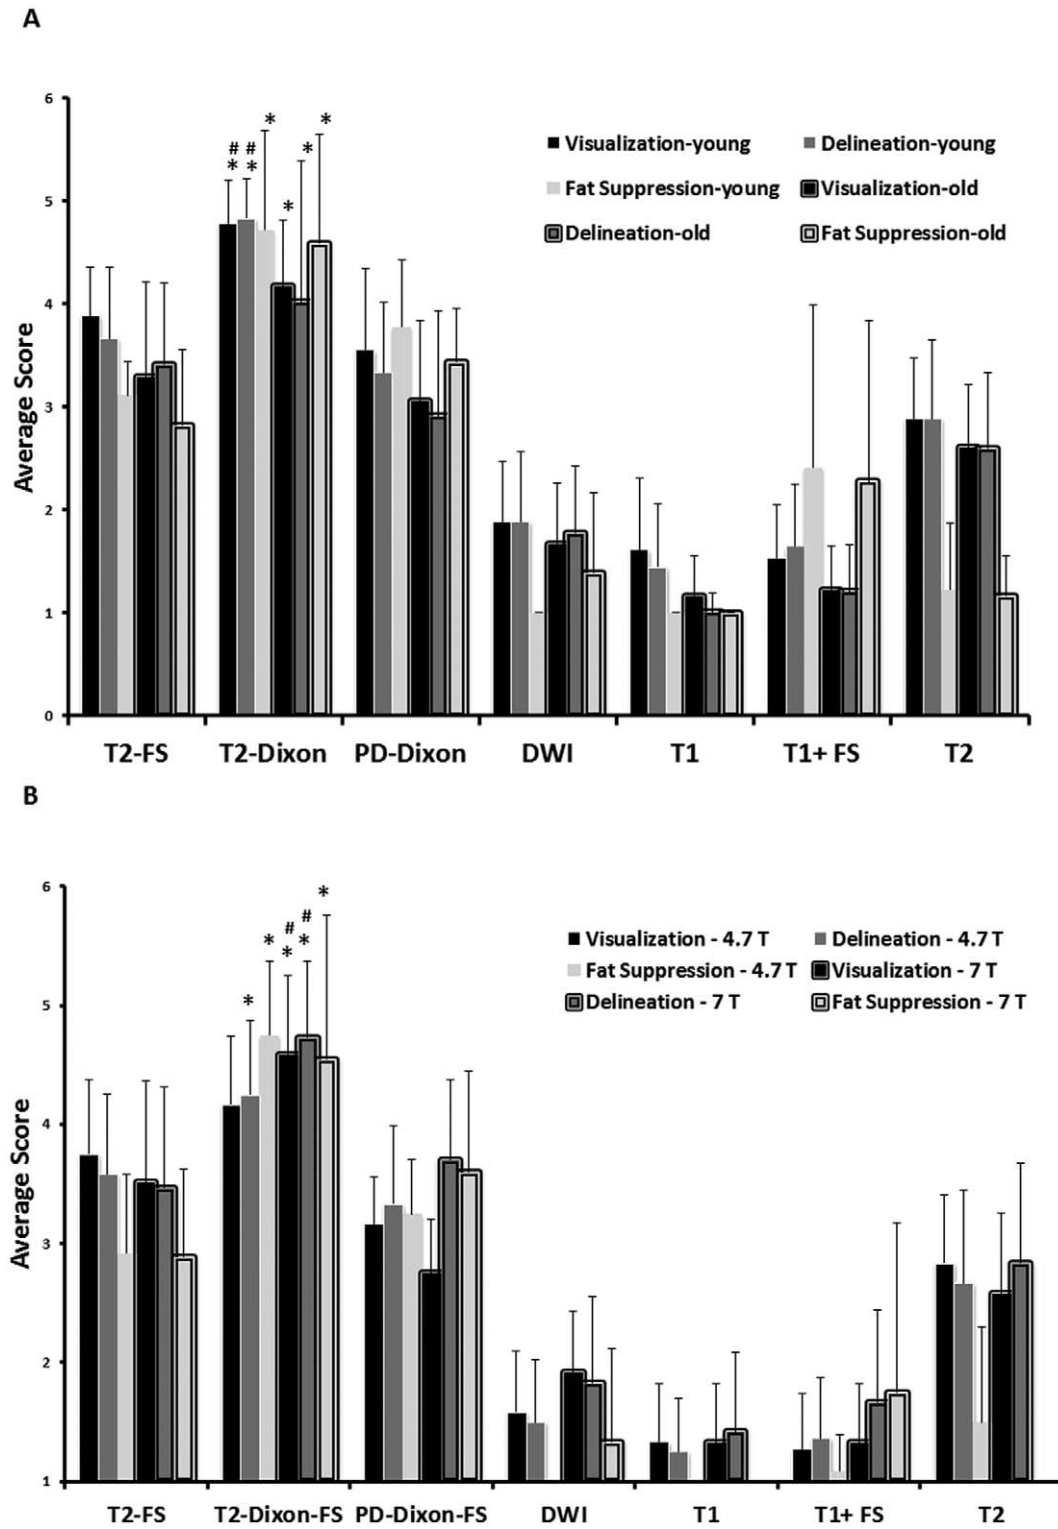 A
6
# #
* * * * * *
5
4
3
2
1
0
Average Score
Visualization-young Delineation-young
Fat Suppression-young Visualization-old
Delineation-old Fat Suppression-old
T2-FS T2-Dixon PD-Dixon DWI T1 T1+ FS T2
B
6
# #
* * * * *
5
4
3
2
1
Average Score
Visualization - 4.7 T Delineation - 4.7 T
Fat Suppression - 4.7 T Visualization - 7 T
Delineation - 7 T Fat Suppression - 7 T
T2-FS T2-Dixon-FS PD-Dixon-FS DWI T1 T1+ FS T2